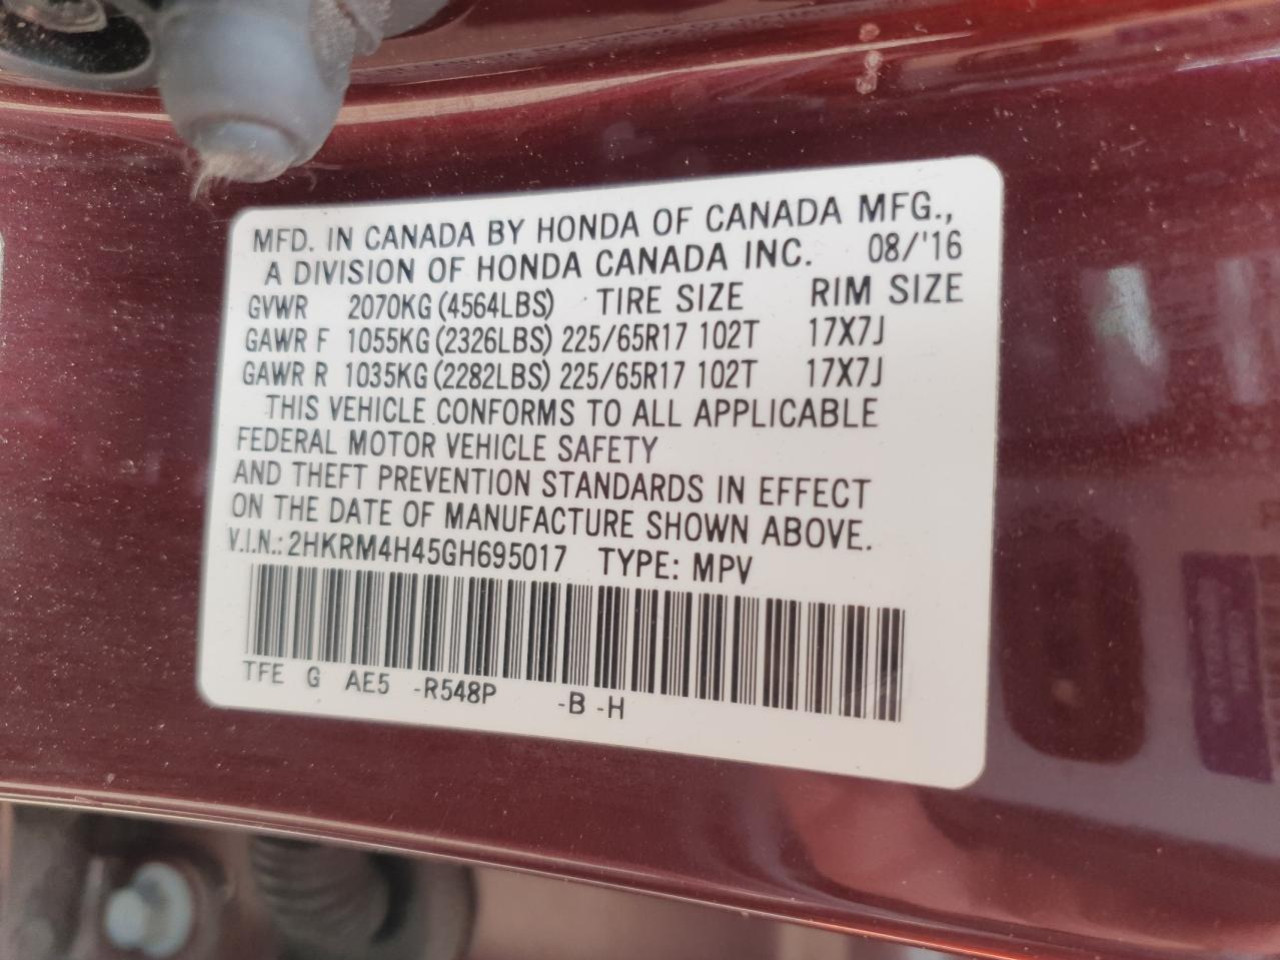 MFD. IN CANADA BY HONDA OF CANADA MFG.,
A DIVISION OF HONDA CANADA INC. 08/'16
GVWR 2070KG (4564LBS) TIRE SIZE RIM SIZE
GAWR F 1055KG (2326LBS) 225/65R17 102T 17X7J
GAWR R 1035KG (2282LBS) 225/65R17 102T 17X7J
THIS VEHICLE CONFORMS TO ALL APPLICABLE
FEDERAL MOTOR VEHICLE SAFETY
AND THEFT PREVENTION STANDARDS IN EFFECT
ON THE DATE OF MANUFACTURE SHOWN ABOVE.
V.I.N.: 2HKRM4H45GH695017 TYPE: MPV
TFE G AE5 -R548P -B -H